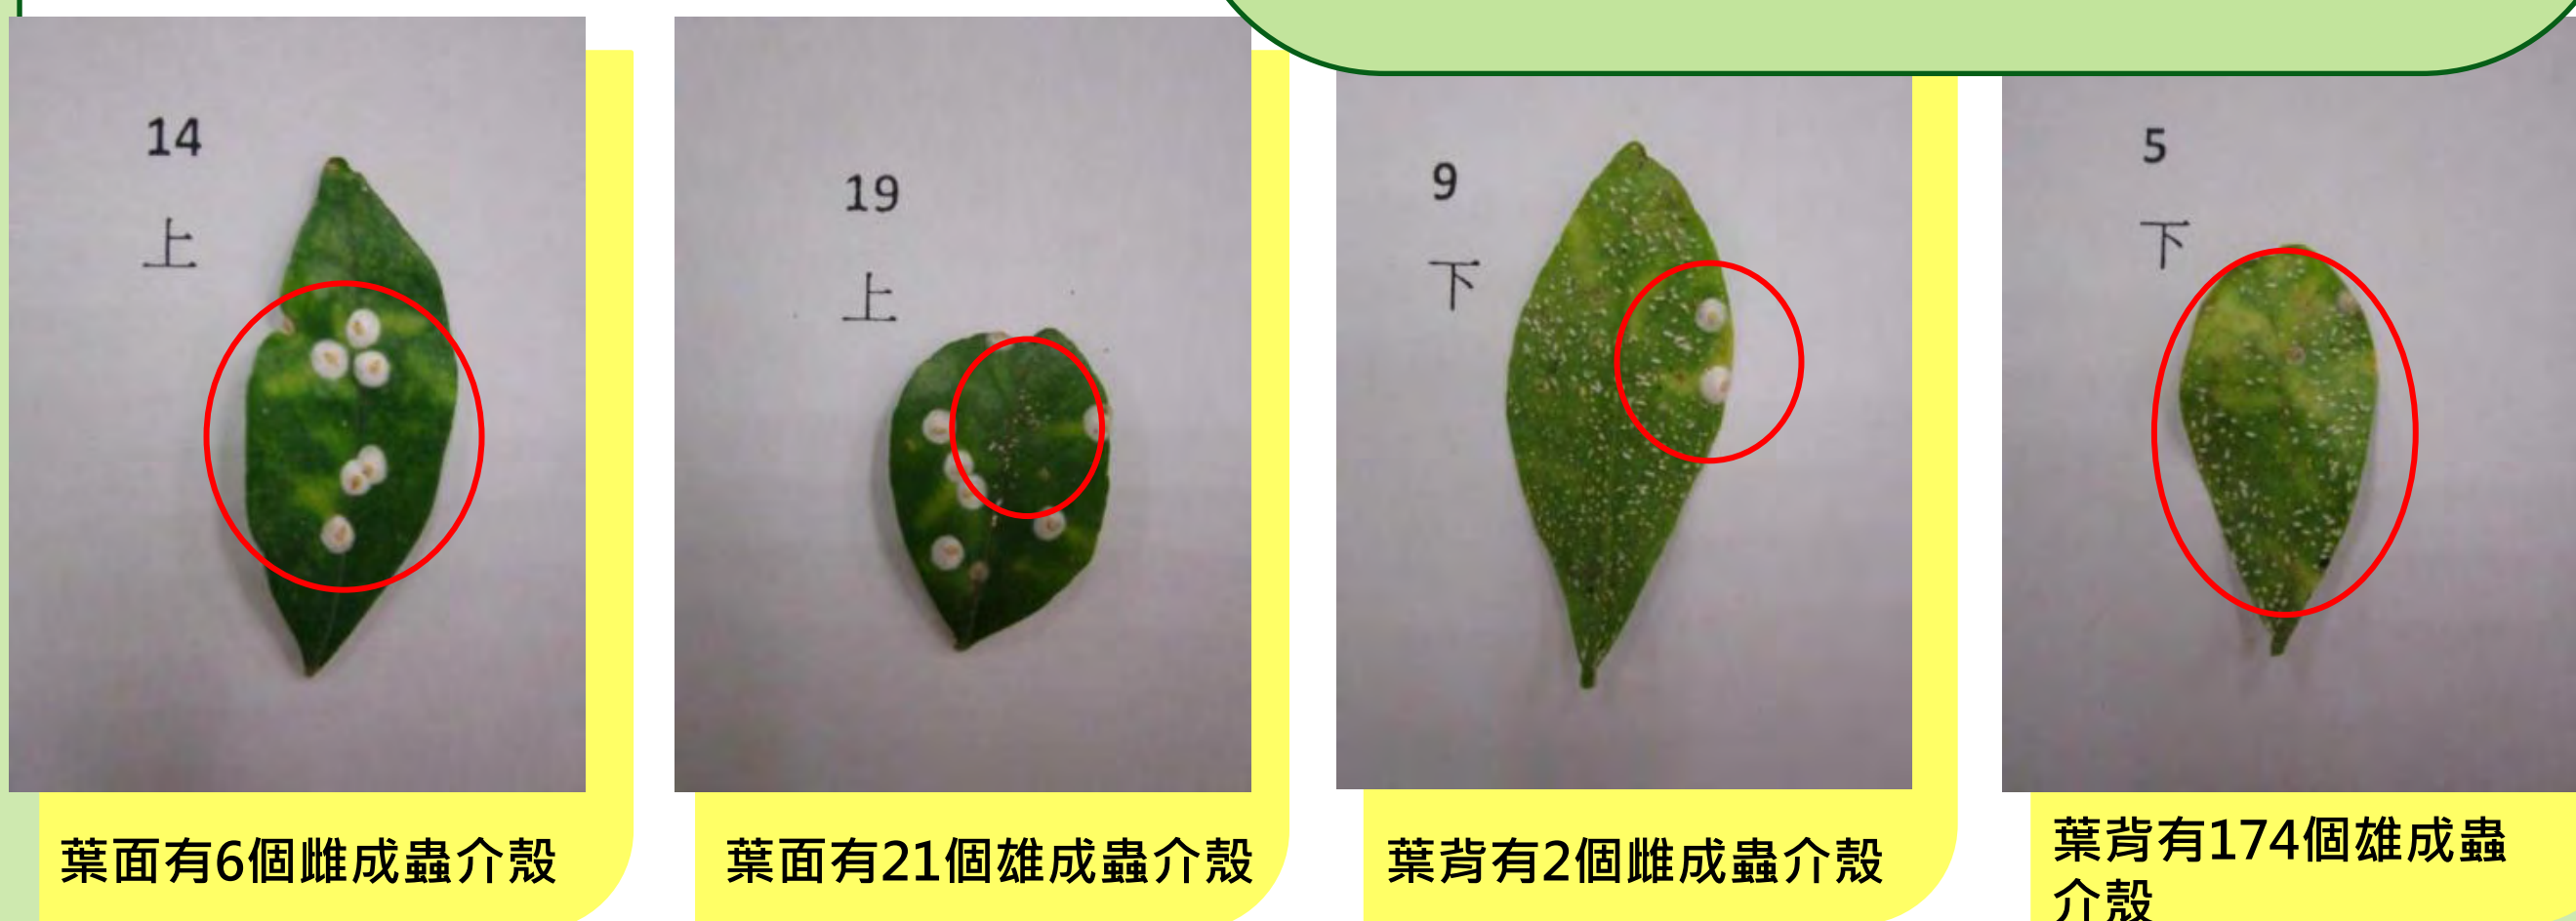 14
上
19
上
9
下
5
下
葉面有6個雌成蟲介殼
葉面有21個雄成蟲介殼
葉背有2個雌成蟲介殼
葉背有174個雄成蟲
介殼